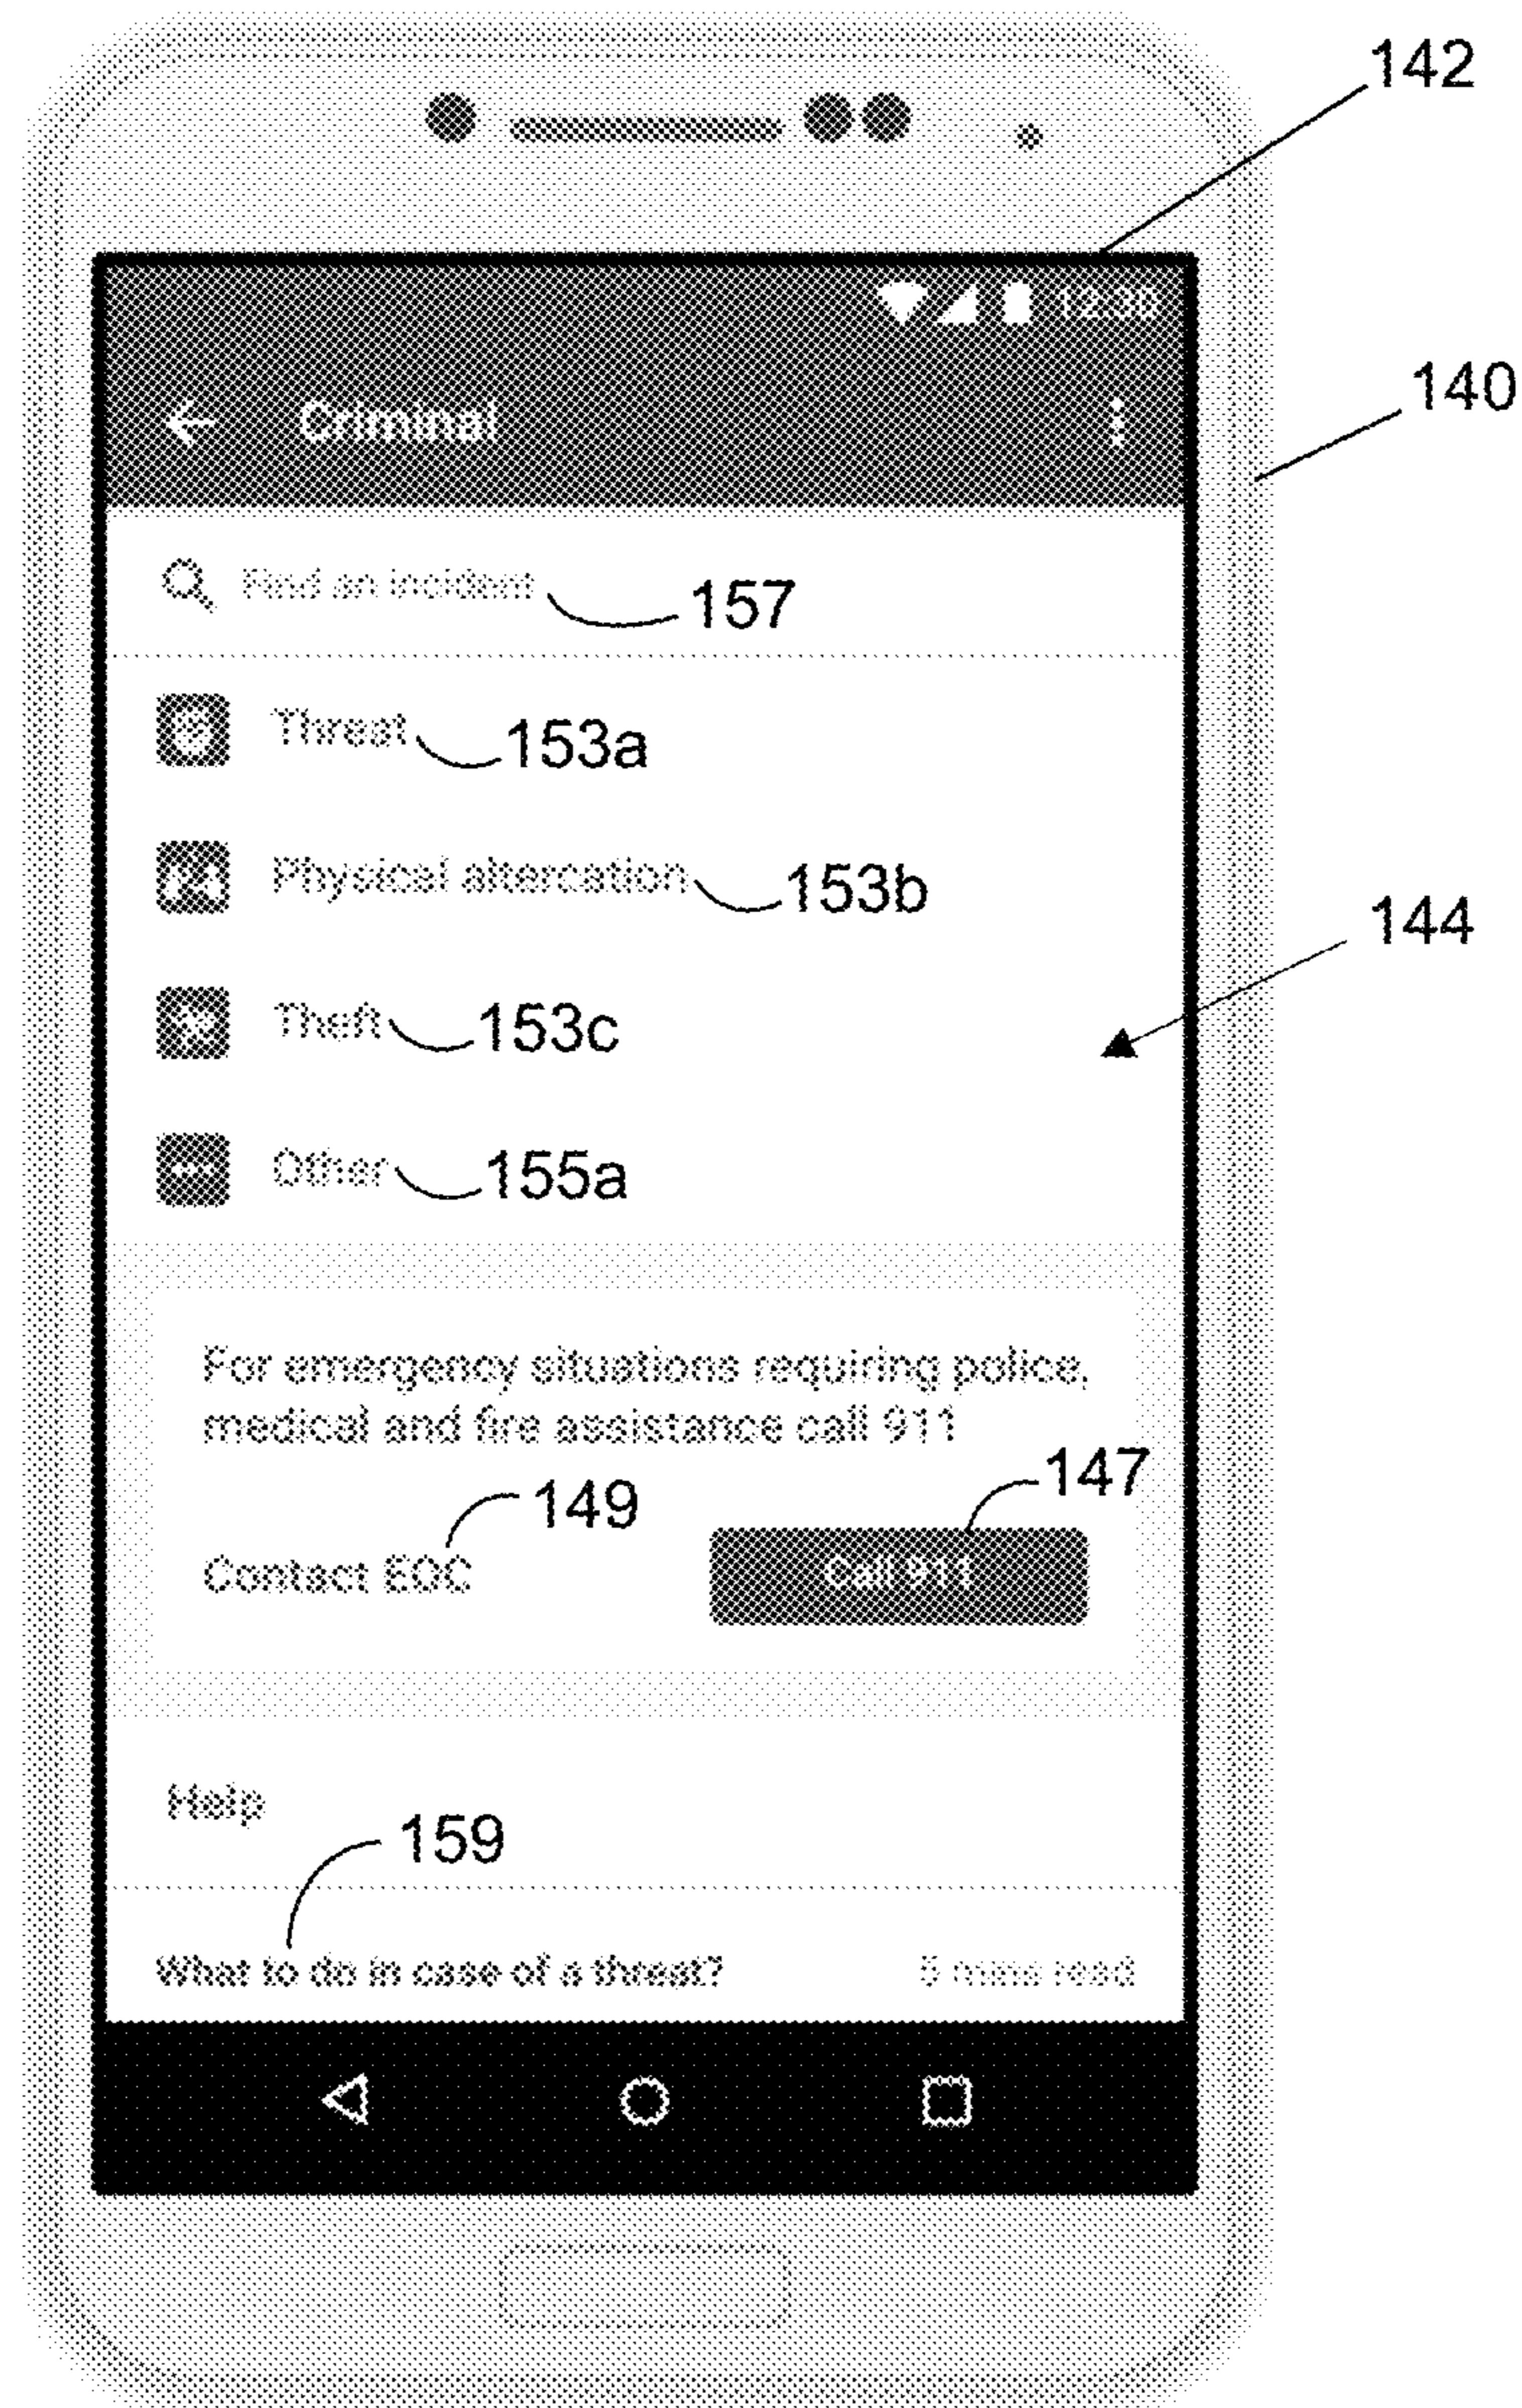 142
12:30
140
Criminal
Find an incident 157
Threat 153a
Physical altercation 153b
144
Theft 153c
Other 155a
For emergency situations requiring police,
medical and fire assistance call 911
149 147
Contact EOC Call 911
Help
159
What to do in case of a threat? 5 mins read